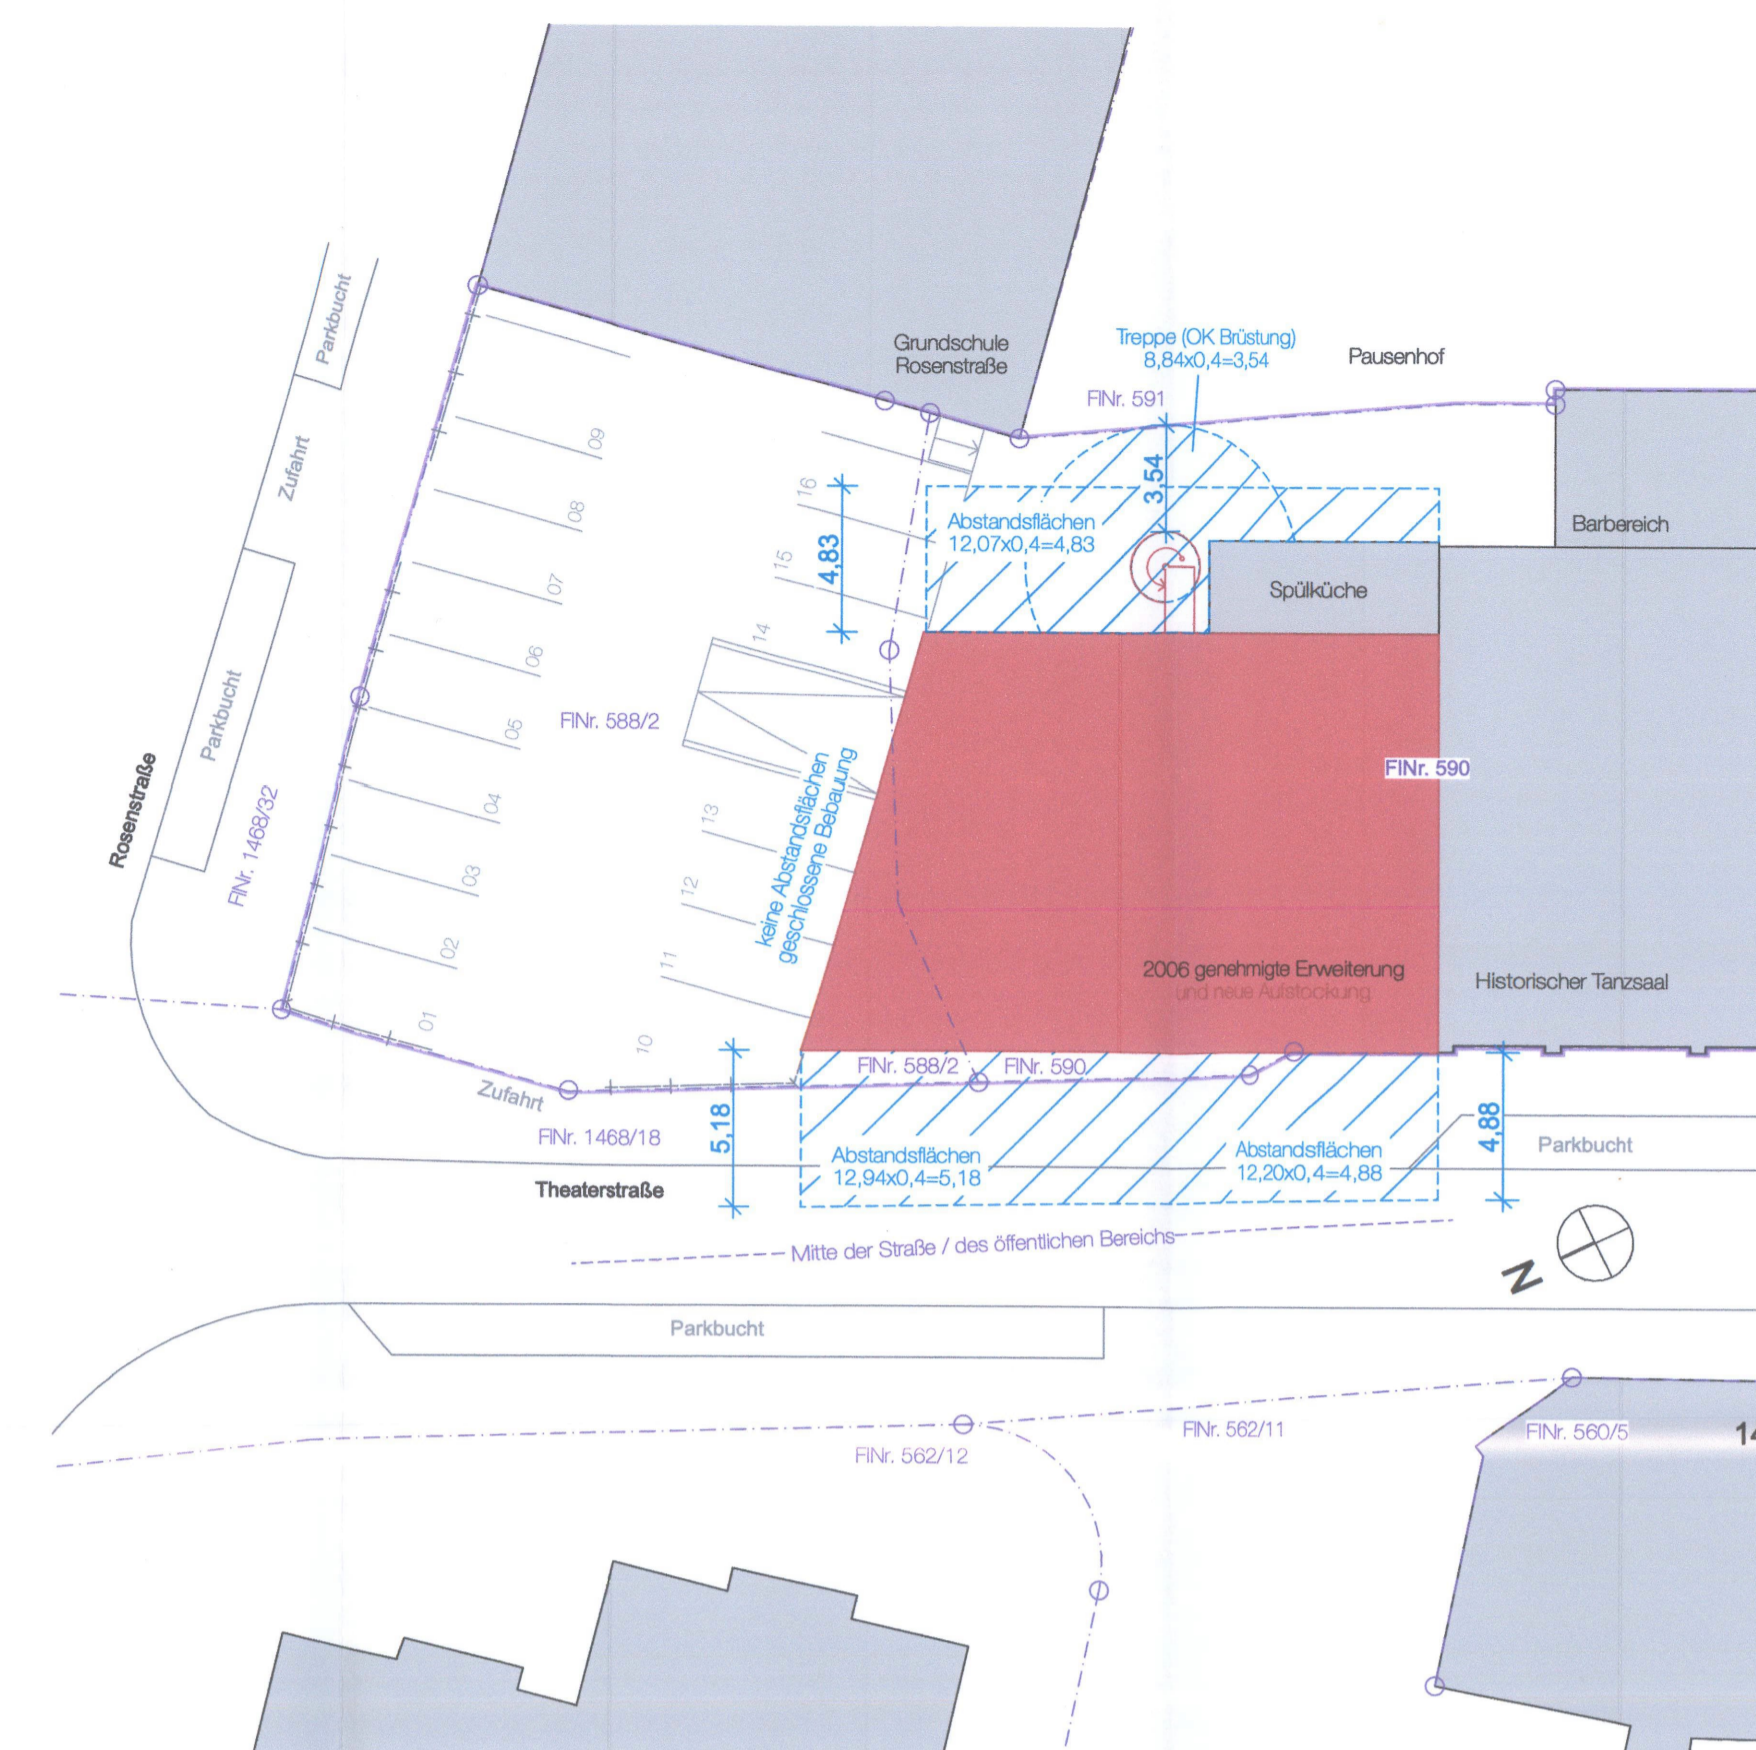 Parkbucht
Zufahrt
Parkbucht
Rosenstraße
FlNr. 1468/32
Grundschule
Rosenstraße
Treppe (OK Brüstung)
8,84x0,4=3,54
Pausenhof
FlNr. 591
3,54
Abstandsflächen
12,07x0,4=4,83
4,83
Barbereich
Spülküche
09
08
07
06
05
04
03
02
01
16
15
14
13
12
11
10
FlNr. 588/2
keine Abstandsflächen
geschlossene Bebauung
FlNr. 590
2006 genehmigte Erweiterung
und neue Aufstockung
Historischer Tanzsaal
FlNr. 588/2
FlNr. 590
Zufahrt
FlNr. 1468/18
5,18
Abstandsflächen
12,94x0,4=5,18
Abstandsflächen
12,20x0,4=4,88
4,88
Parkbucht
Theaterstraße
Mitte der Straße / des öffentlichen Bereichs
N
Parkbucht
FlNr. 562/12
FlNr. 562/11
FlNr. 560/5
14